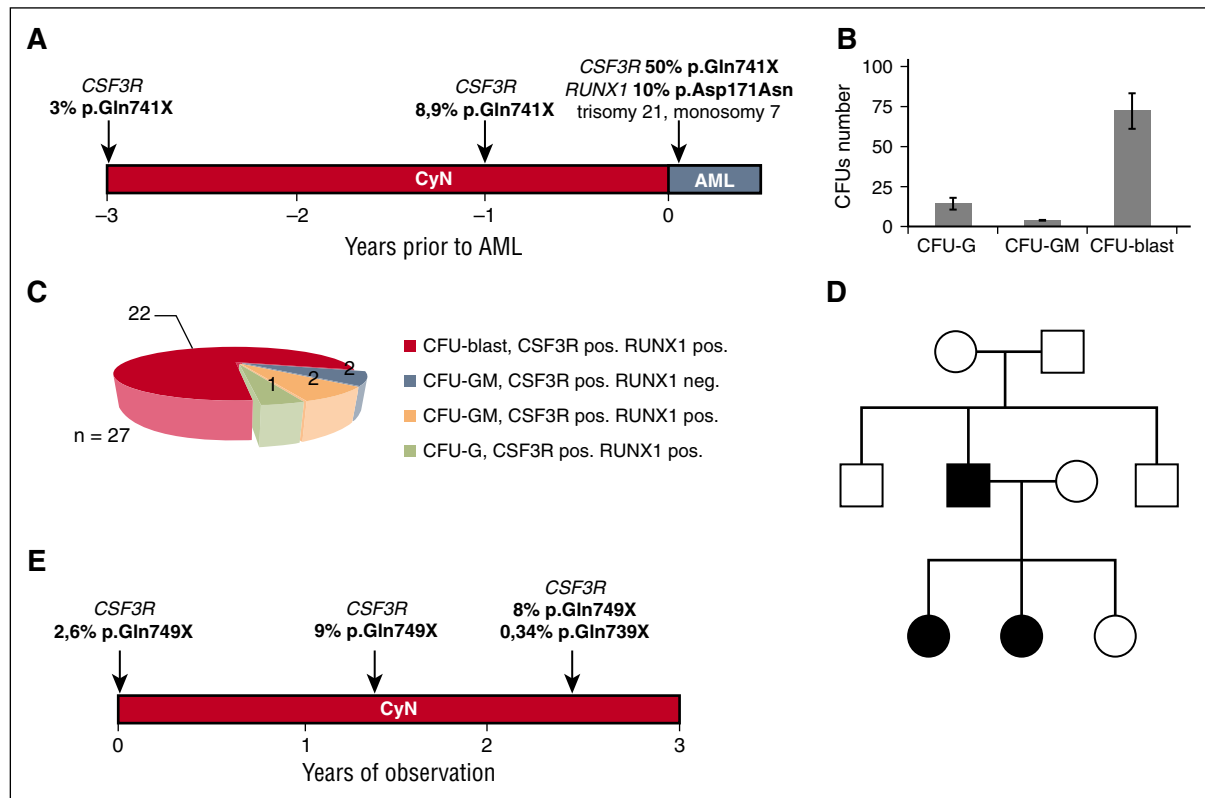 A
CSF3R
3% p.Gln741X
CSF3R
8,9% p.Gln741X
CSF3R 50% p.Gln741X
RUNX1 10% p.Asp171Asn
trisomy 21, monosomy 7
CyN
AML
–3
–2
–1
0
Years prior to AML
B
CFUs number
100
75
50
25
0
CFU-G
CFU-GM
CFU-blast
C
22
2
2
1
n = 27
CFU-blast, CSF3R pos. RUNX1 pos.
CFU-GM, CSF3R pos. RUNX1 neg.
CFU-GM, CSF3R pos. RUNX1 pos.
CFU-G, CSF3R pos. RUNX1 pos.
D
E
CSF3R
2,6% p.Gln749X
CSF3R
9% p.Gln749X
CSF3R
8% p.Gln749X
0,34% p.Gln739X
CyN
0
1
2
3
Years of observation